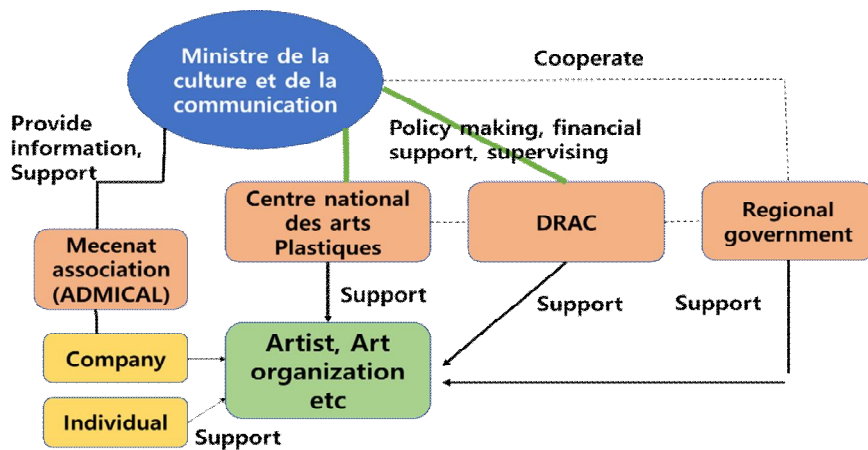 Ministre de la
culture et de la
communication
Cooperate
Provide
information,
Support
Policy making, financial
support, supervising
Centre national
des arts
Plastiques
DRAC
Regional
government
Mecenat
association
(ADMICAL)
Support
Support
Support
Company
Artist, Art
organization
etc
Individual
Support